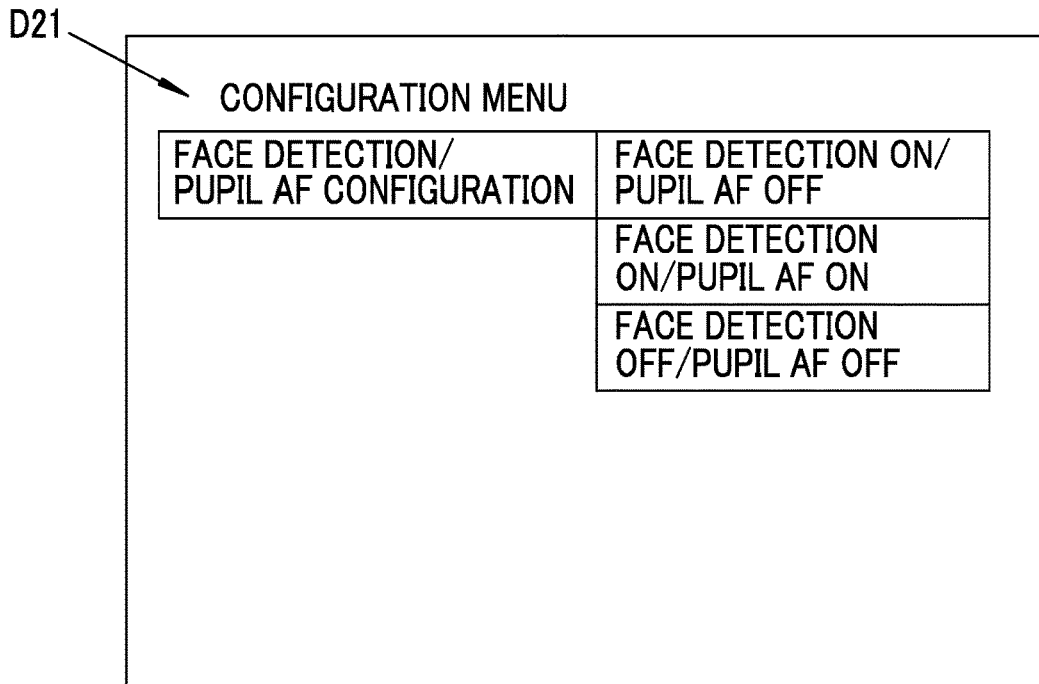 D21
CONFIGURATION MENU
FACE DETECTION/
PUPIL AF CONFIGURATION
FACE DETECTION ON/
PUPIL AF OFF
FACE DETECTION
ON/PUPIL AF ON
FACE DETECTION
OFF/PUPIL AF OFF